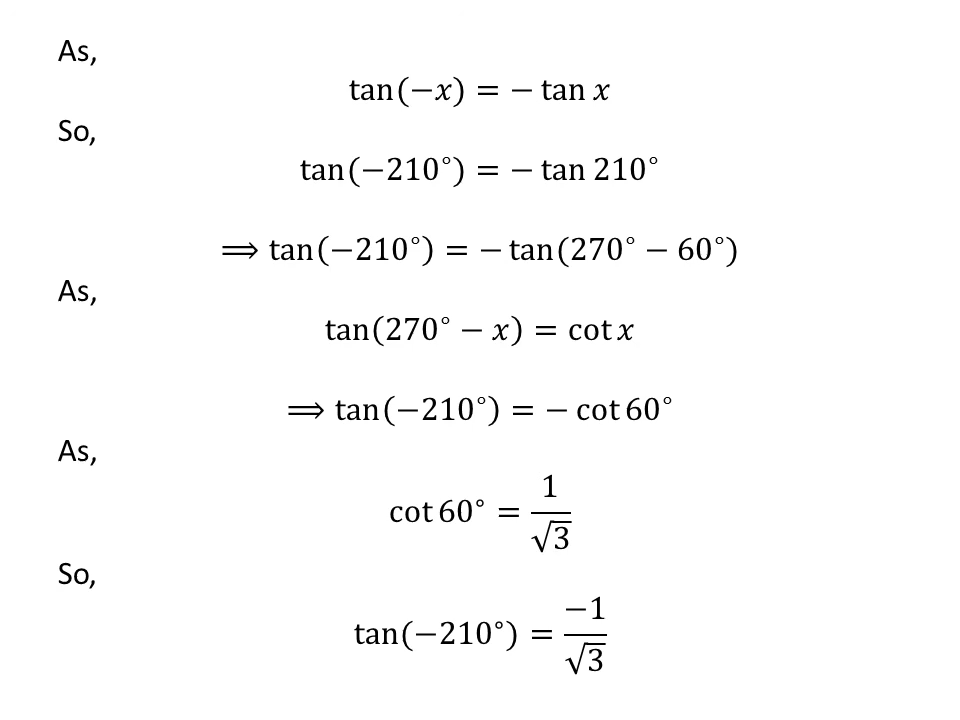 As,
tan(−x) = − tan x
So,
tan(−210°) = − tan 210°
⟹ tan(−210°) = − tan(270° − 60°)
As,
tan(270° − x) = cot x
⟹ tan(−210°) = − cot 60°
As,
cot 60° = 1/√3
So,
tan(−210°) = −1/√3